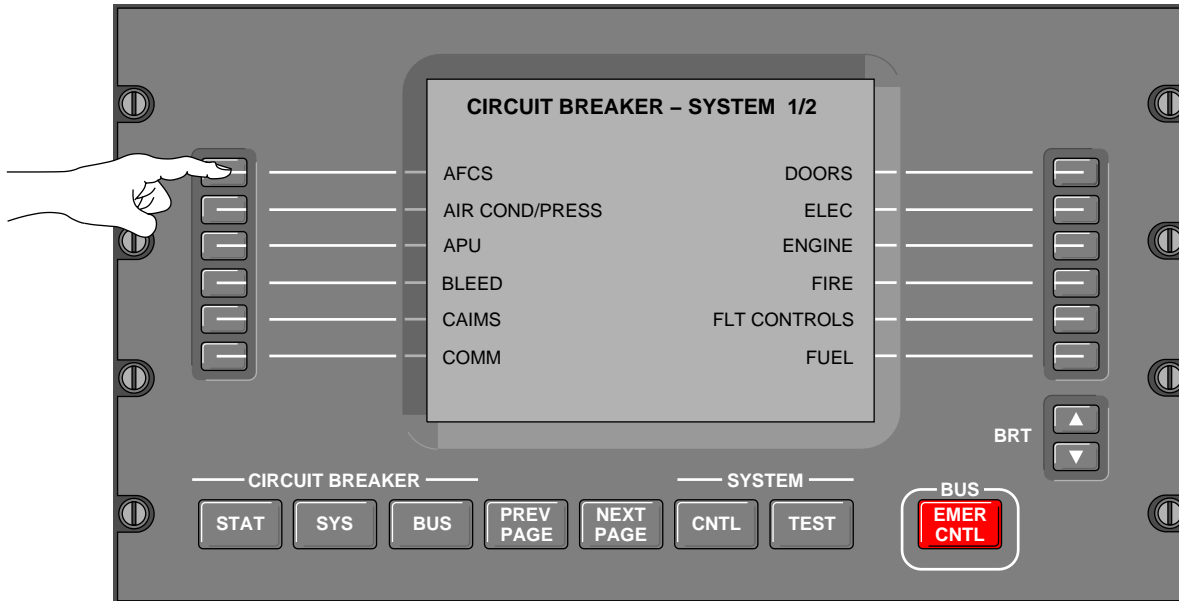 CIRCUIT BREAKER – SYSTEM 1/2
AFCS
DOORS
AIR COND/PRESS
ELEC
APU
ENGINE
BLEED
FIRE
CAIMS
FLT CONTROLS
COMM
FUEL
BRT
CIRCUIT BREAKER
SYSTEM
BUS
STAT
SYS
BUS
PREV
PAGE
NEXT
PAGE
CNTL
TEST
EMER
CNTL